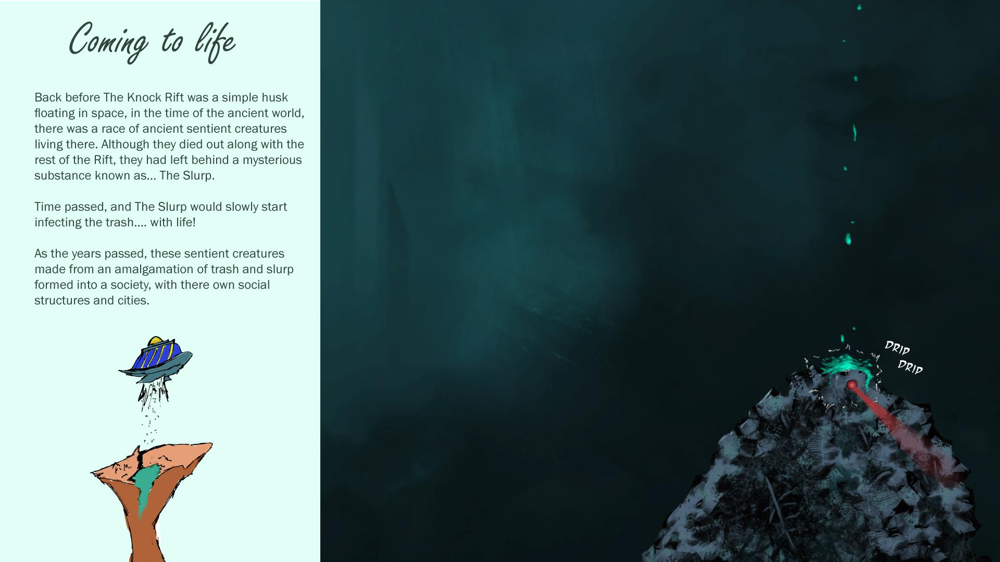 Coming to life
Back before The Knock Rift was a simple husk
floating in space, in the time of the ancient world,
there was a race of ancient sentient creatures
living there. Although they died out along with the
rest of the Rift, they had left behind a mysterious
substance known as... The Slurp.
Time passed, and The Slurp would slowly start
infecting the trash.... with life!
As the years passed, these sentient creatures
made from an amalgamation of trash and slurp
formed into a society, with there own social
structures and cities.
DRIP
DRIP